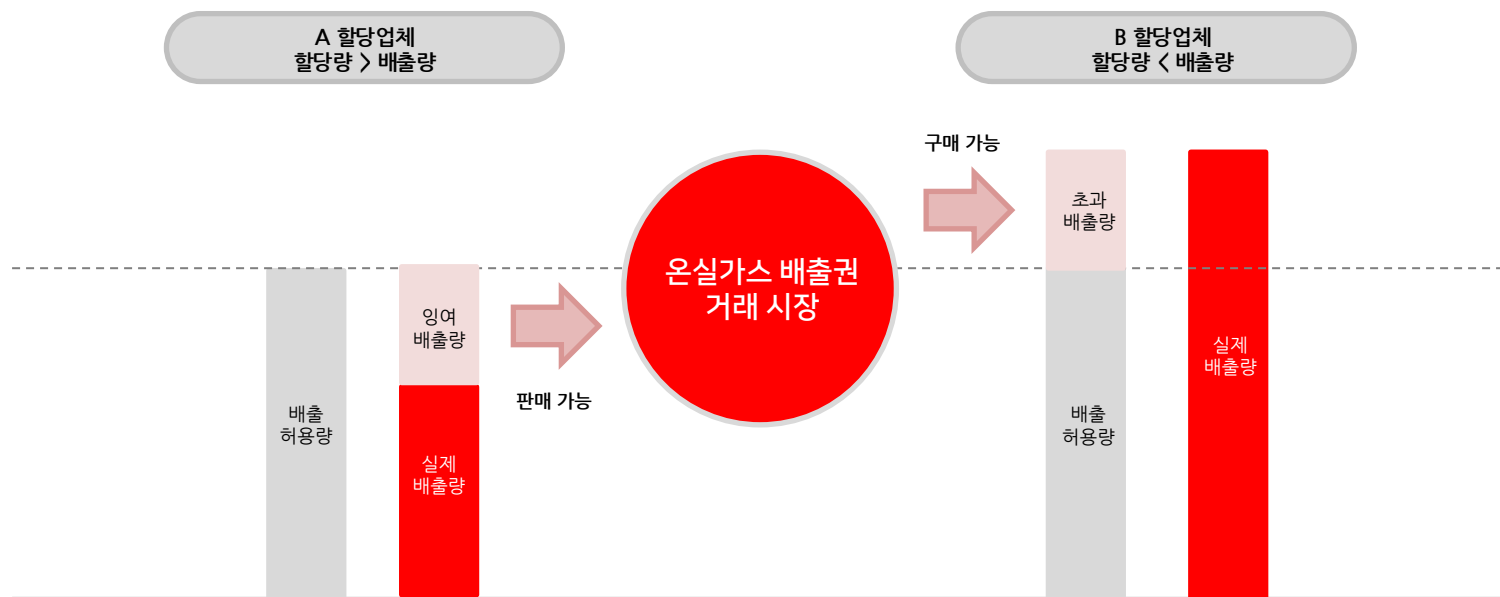 A 할당업체
할당량 > 배출량
B 할당업체
할당량 < 배출량
구매 가능
초과
배출량
온실가스 배출권
거래 시장
잉여
배출량
판매 가능
실제
배출량
배출
허용량
배출
허용량
실제
배출량